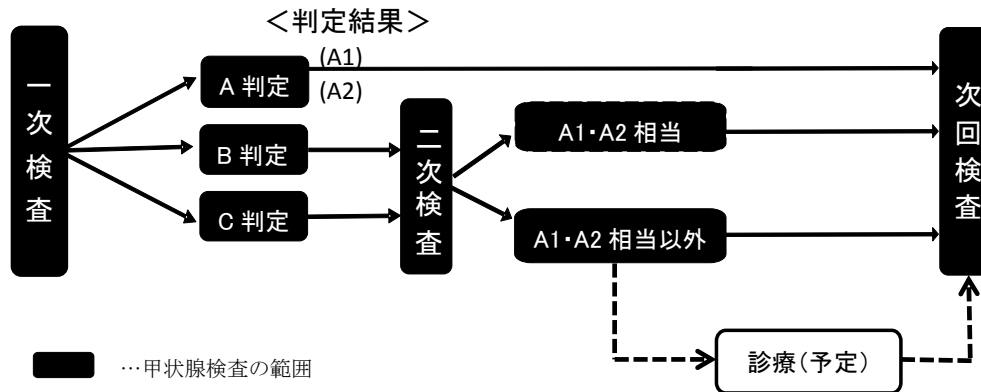 ＜判定結果＞
一次検査
A 判定
(A1)
(A2)
B 判定
C 判定
二次検査
A1・A2 相当
A1・A2 相当以外
次回検査
診療(予定)
…甲状腺検査の範囲